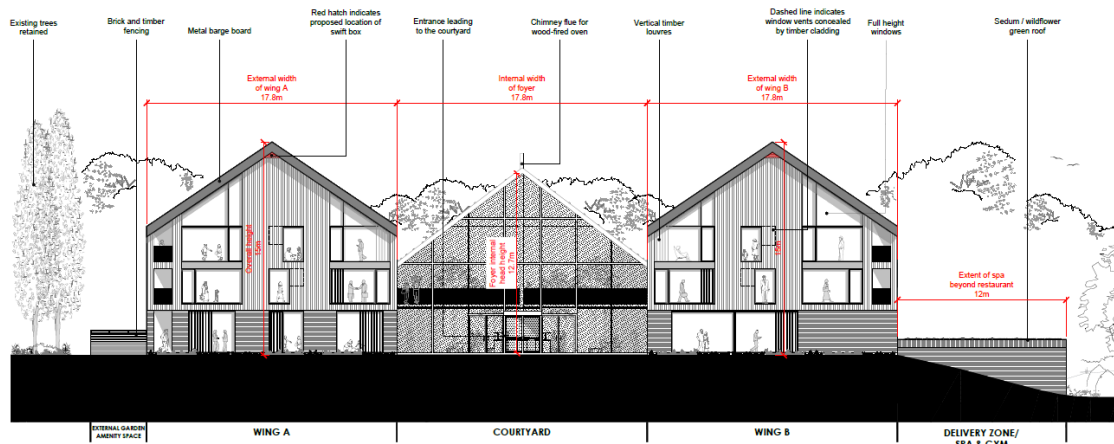 Existing trees
retained
Brick and timber
fencing
Metal barge board
Red hatch indicates
proposed location of
swift box
Entrance leading
to the courtyard
Chimney flue for
wood-fired oven
Vertical timber
louvres
Dashed line indicates
window vents concealed
by timber cladding
Full height
windows
Sedum / wildflower
green roof
External width
of wing A
17.8m
Internal width
of foyer
17.8m
External width
of wing B
17.8m
Overall height
15m
Foyer internal
head height
12.7m
15m
Extent of spa
beyond restaurant
12m
EXTERNAL GARDEN
AMENITY SPACE
WING A
COURTYARD
WING B
DELIVERY ZONE/
SPA & GYM